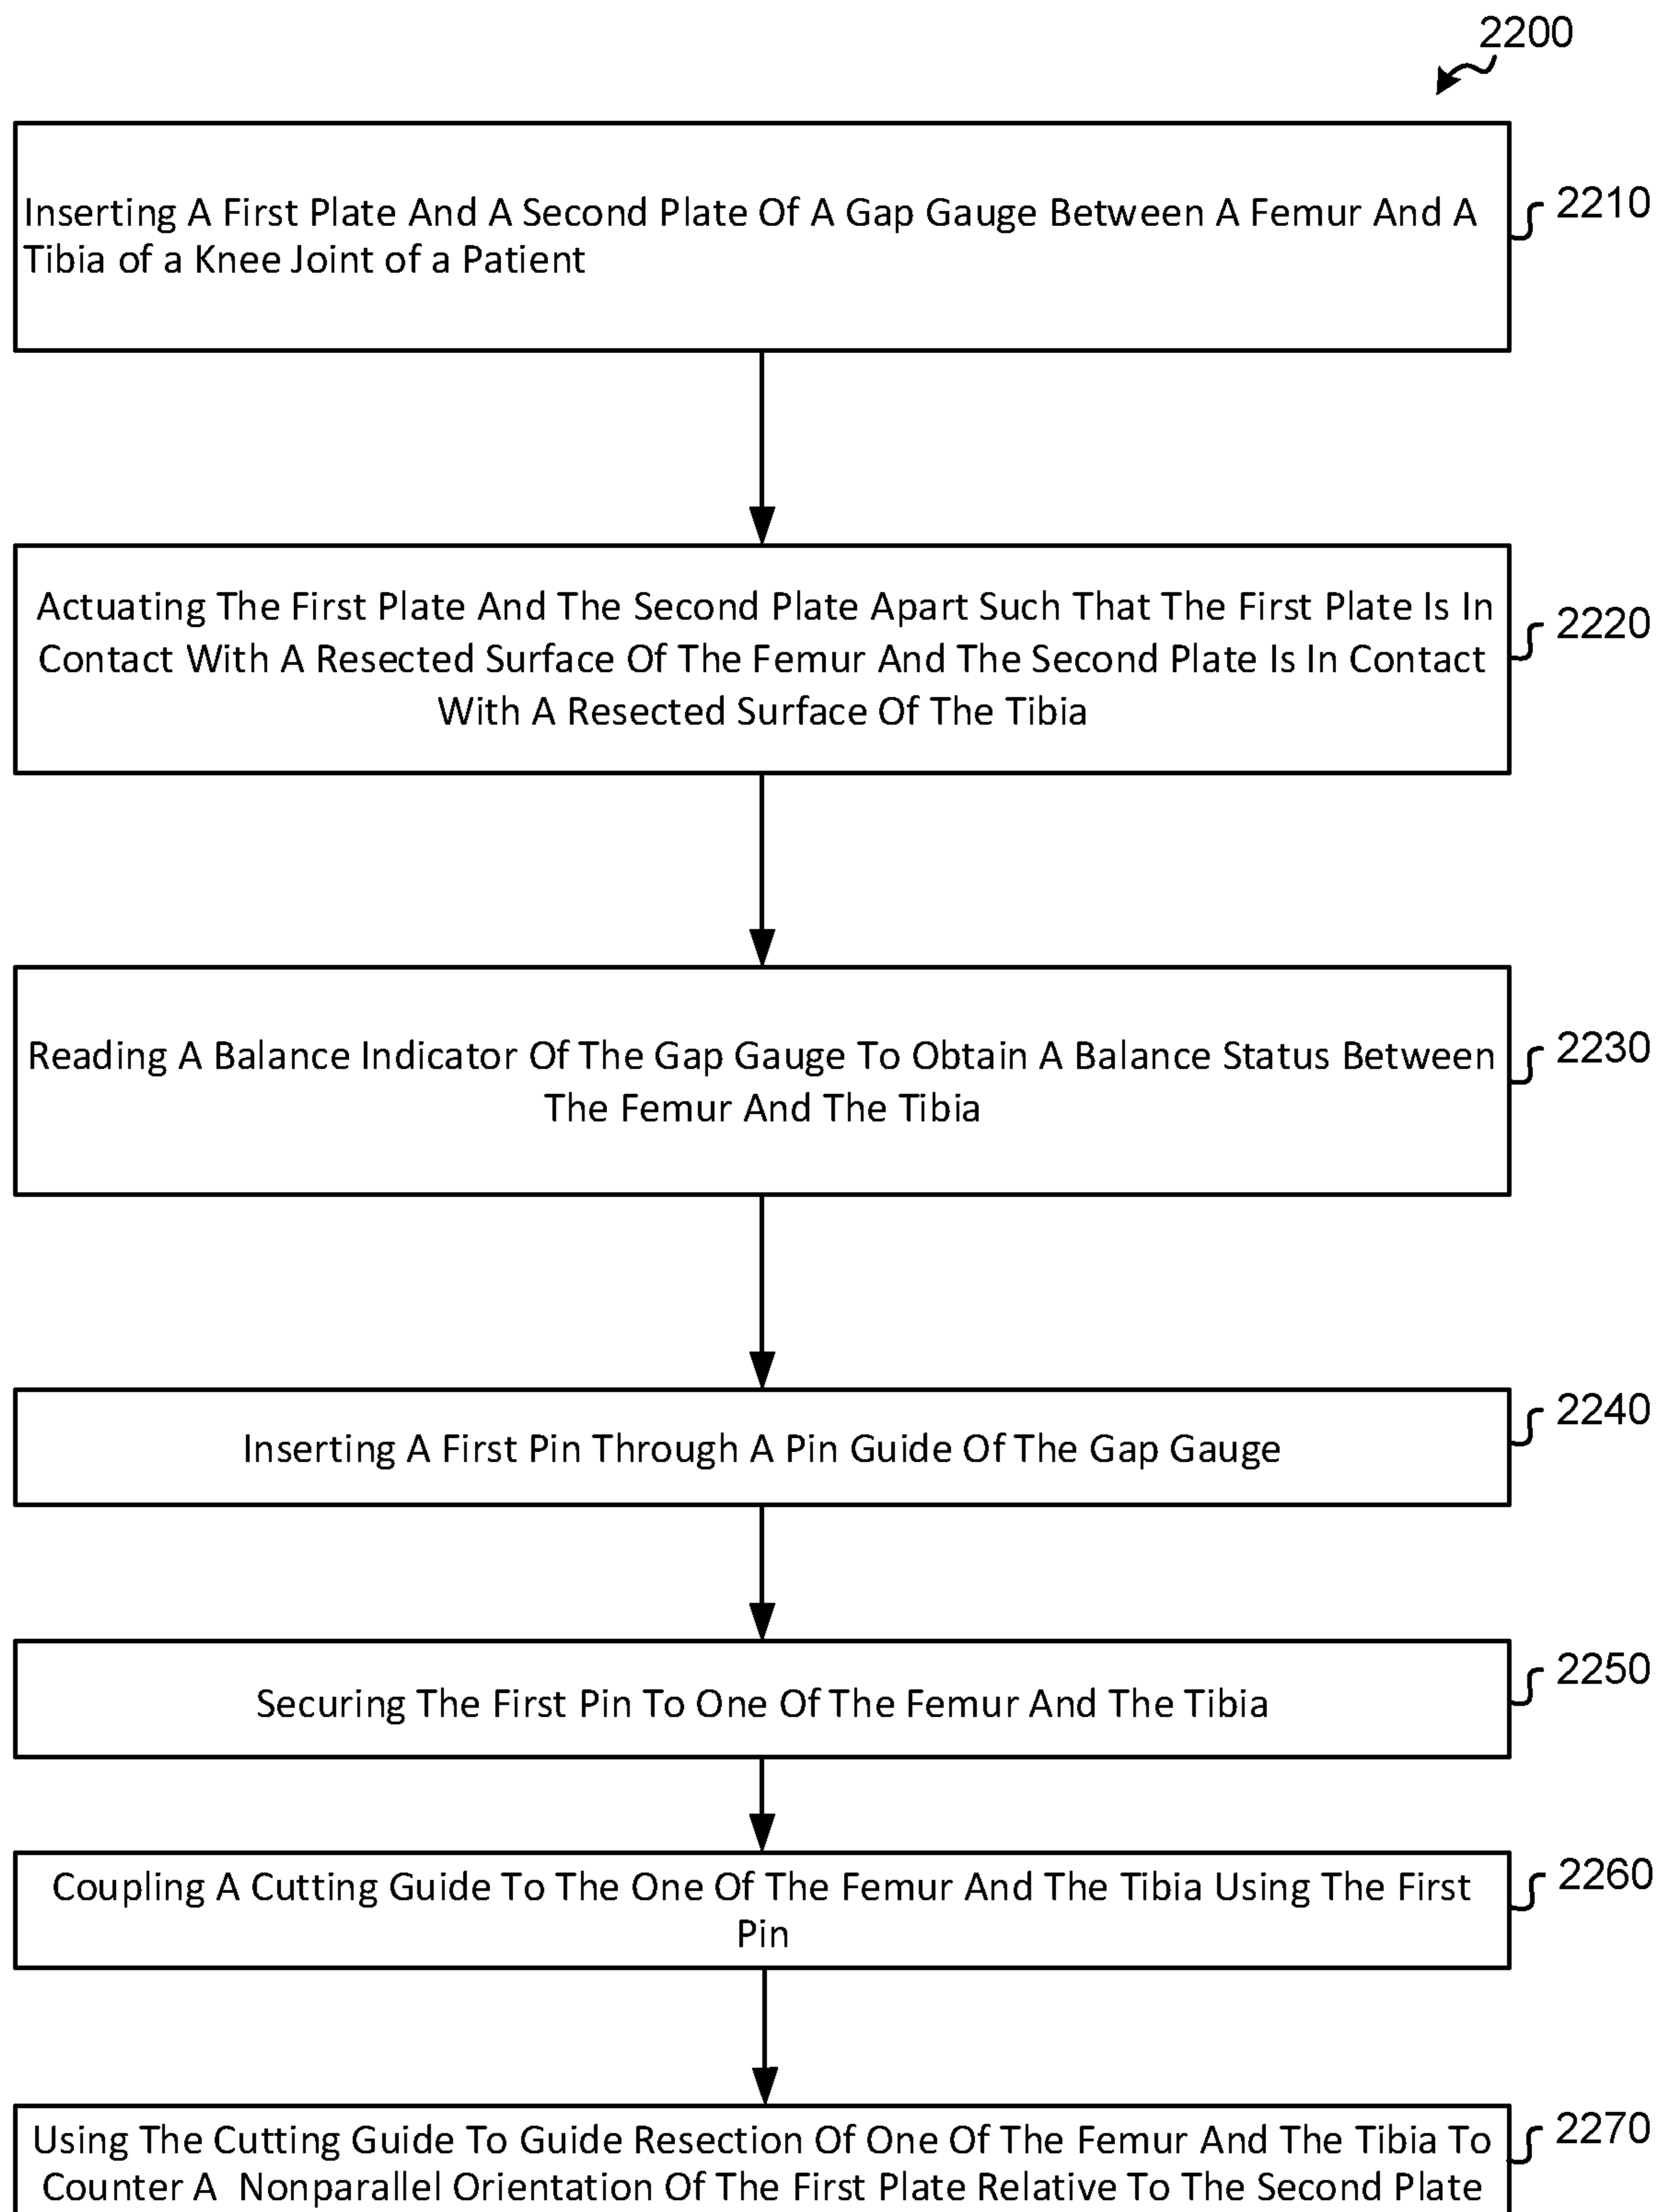 2200
Inserting A First Plate And A Second Plate Of A Gap Gauge Between A Femur And A
Tibia of a Knee Joint of a Patient
2210
Actuating The First Plate And The Second Plate Apart Such That The First Plate Is In
Contact With A Resected Surface Of The Femur And The Second Plate Is In Contact
With A Resected Surface Of The Tibia
2220
Reading A Balance Indicator Of The Gap Gauge To Obtain A Balance Status Between
The Femur And The Tibia
2230
Inserting A First Pin Through A Pin Guide Of The Gap Gauge
2240
Securing The First Pin To One Of The Femur And The Tibia
2250
Coupling A Cutting Guide To The One Of The Femur And The Tibia Using The First
Pin
2260
Using The Cutting Guide To Guide Resection Of One Of The Femur And The Tibia To
Counter A Nonparallel Orientation Of The First Plate Relative To The Second Plate
2270